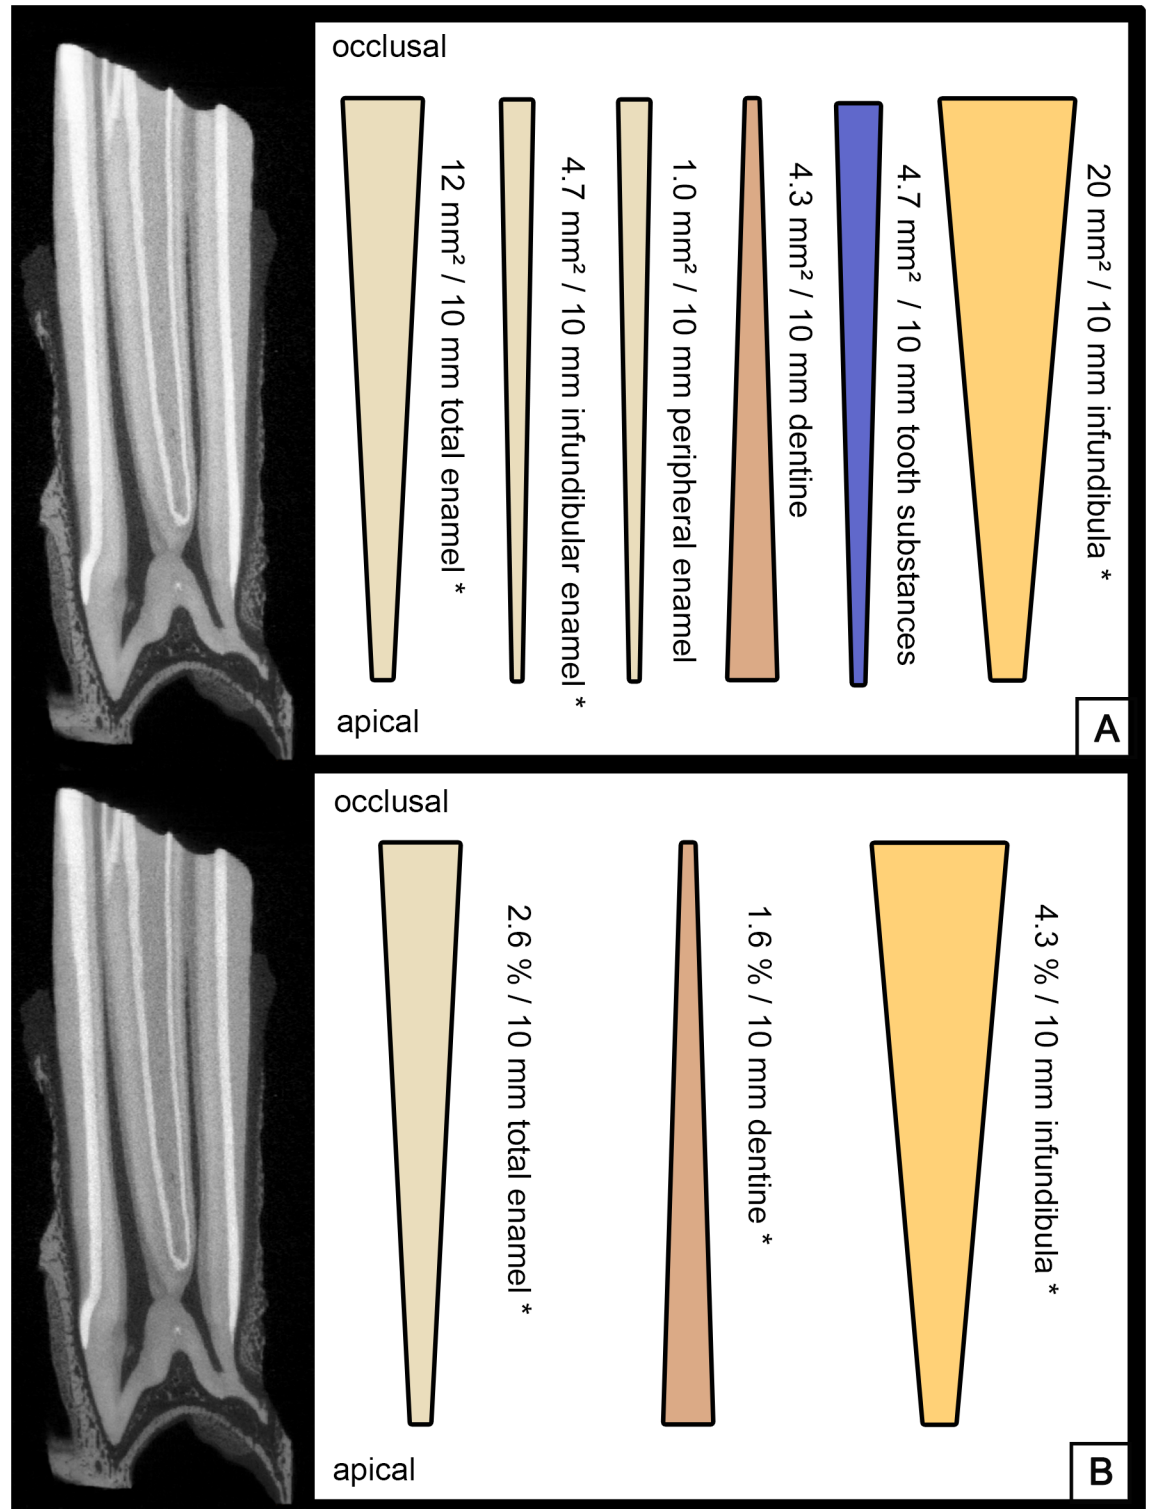 occlusal
12 mm² / 10 mm total enamel *
4.7 mm² / 10 mm infundibular enamel *
1.0 mm² / 10 mm peripheral enamel
4.3 mm² / 10 mm dentine
4.7 mm² / 10 mm tooth substances
20 mm² / 10 mm infundibula *
apical
A
occlusal
2.6 % / 10 mm total enamel *
1.6 % / 10 mm dentine *
4.3 % / 10 mm infundibula *
apical
B